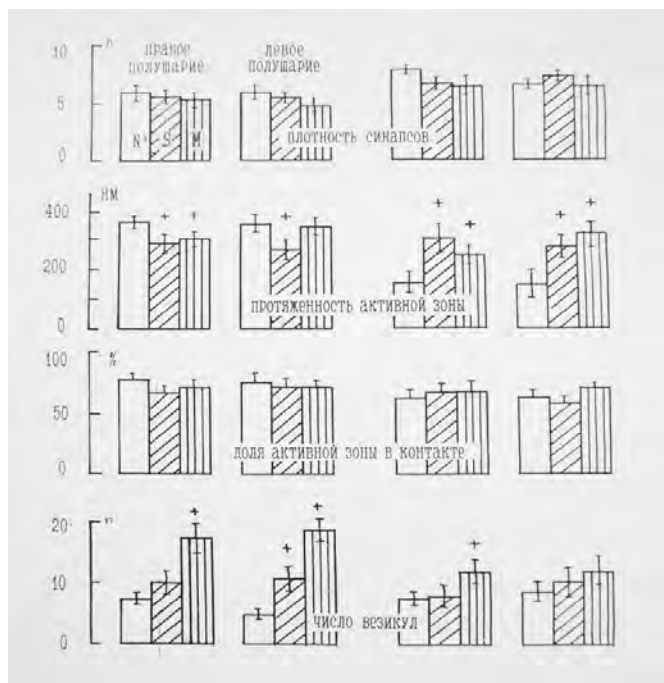 10
n
ПРАВОЕ
ПОЛУШАРИЕ
ЛЕВОЕ
ПОЛУШАРИЕ
5
0
N S M
ПЛОТНОСТЬ СИНАПСОВ
400
НМ
+ +
+
+ +
+ +
200
0
ПРОТЯЖЕННОСТЬ АКТИВНОЙ ЗОНЫ
100
%
50
0
ДОЛЯ АКТИВНОЙ ЗОНЫ В КОНТАКТЕ
20
n
+
+ +
+
10
0
ЧИСЛО ВЕЗИКУЛ